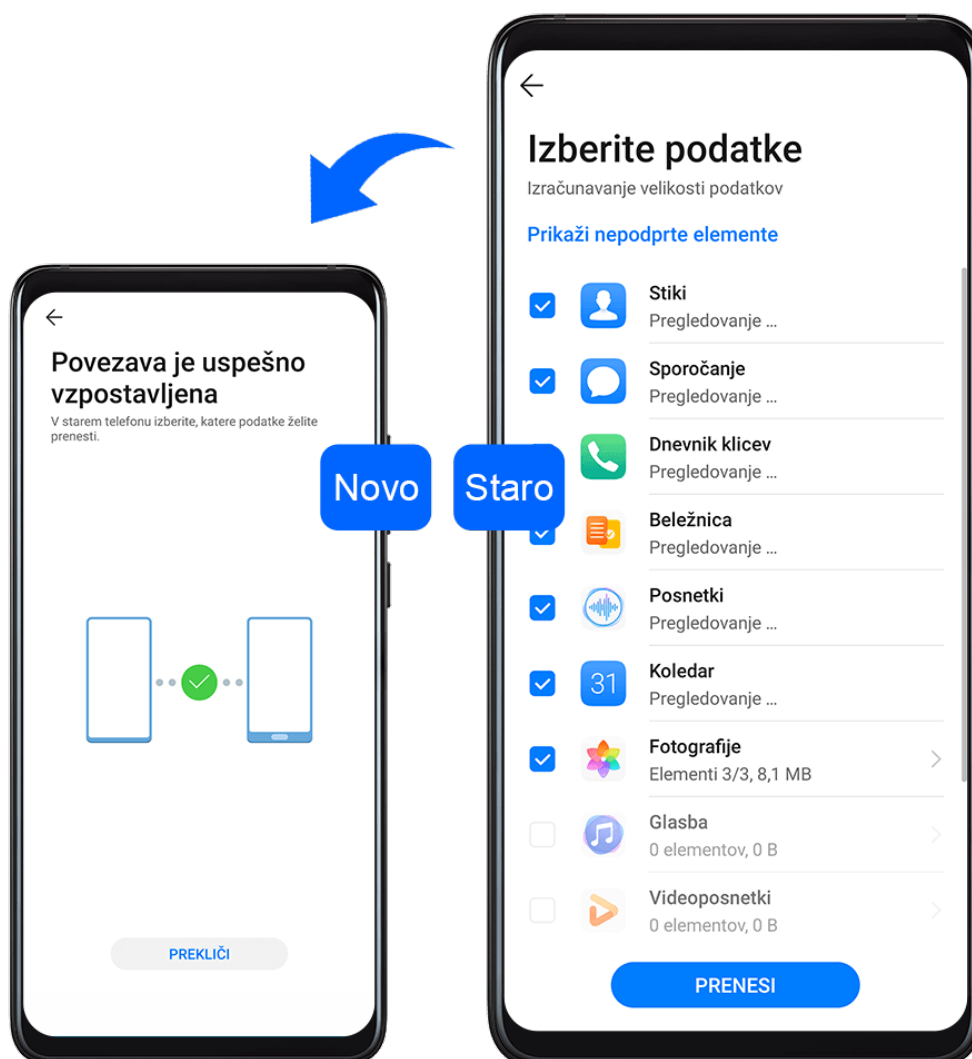 Povezava je uspešno
vzpostavljena
V starem telefonu izberite, katere podatke želite
prenesti.
Novo
PREKLIČI
Staro
Izberite podatke
Izračunavanje velikosti podatkov
Prikaži nepodprte elemente
Stiki
Pregledovanje ...
Sporočanje
Pregledovanje ...
Dnevnik klicev
Pregledovanje ...
Beležnica
Pregledovanje ...
Posnetki
Pregledovanje ...
31
Koledar
Pregledovanje ...
Fotografije
Elementi 3/3, 8,1 MB
Glasba
0 elementov, 0 B
Videoposnetki
0 elementov, 0 B
PRENESI